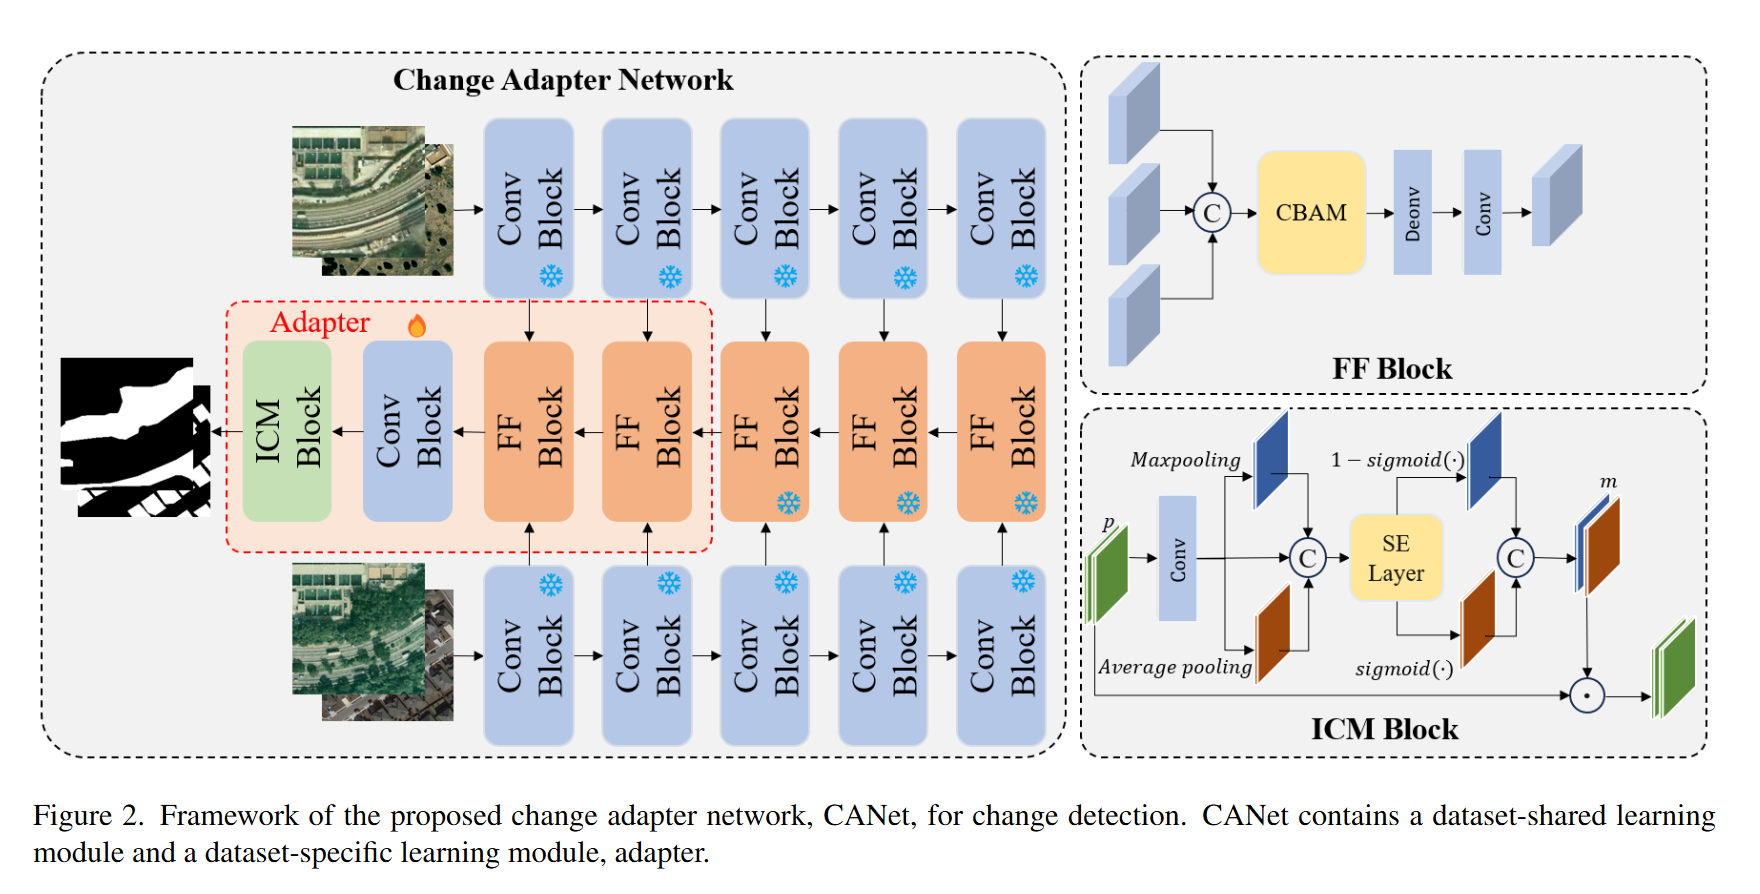 Change Adapter Network
Conv Block
Conv Block
Conv Block
Conv Block
Conv Block
Adapter
ICM Block
Conv Block
FF Block
FF Block
FF Block
FF Block
FF Block
Conv Block
Conv Block
Conv Block
Conv Block
Conv Block
C
CBAM
Deonv
Conv
FF Block
Maxpooling
1 − sigmoid(·)
m
p
Conv
C
SE
Layer
C
Average pooling
sigmoid(·)
ICM Block
Figure 2. Framework of the proposed change adapter network, CANet, for change detection. CANet contains a dataset-shared learning
module and a dataset-specific learning module, adapter.